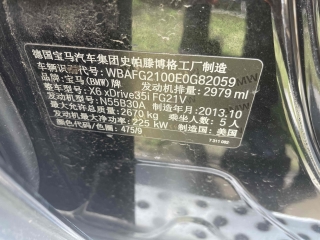 德国宝马汽车集团史帕滕博格工厂制造
车辆识别代号: WBAFG2100E0G82059
品牌: 宝马(BMW)牌 发动机排量: 2979 ml
整车型号: X6 xDrive35i FG21V
发动机型号: N55B30A 制造年月: 2013.10
最大允许总质量: 2670 kg 乘坐人数: 5 人
发动机最大净功率: 225 kW 制造国: 美国
颜色/色代码: 475/9